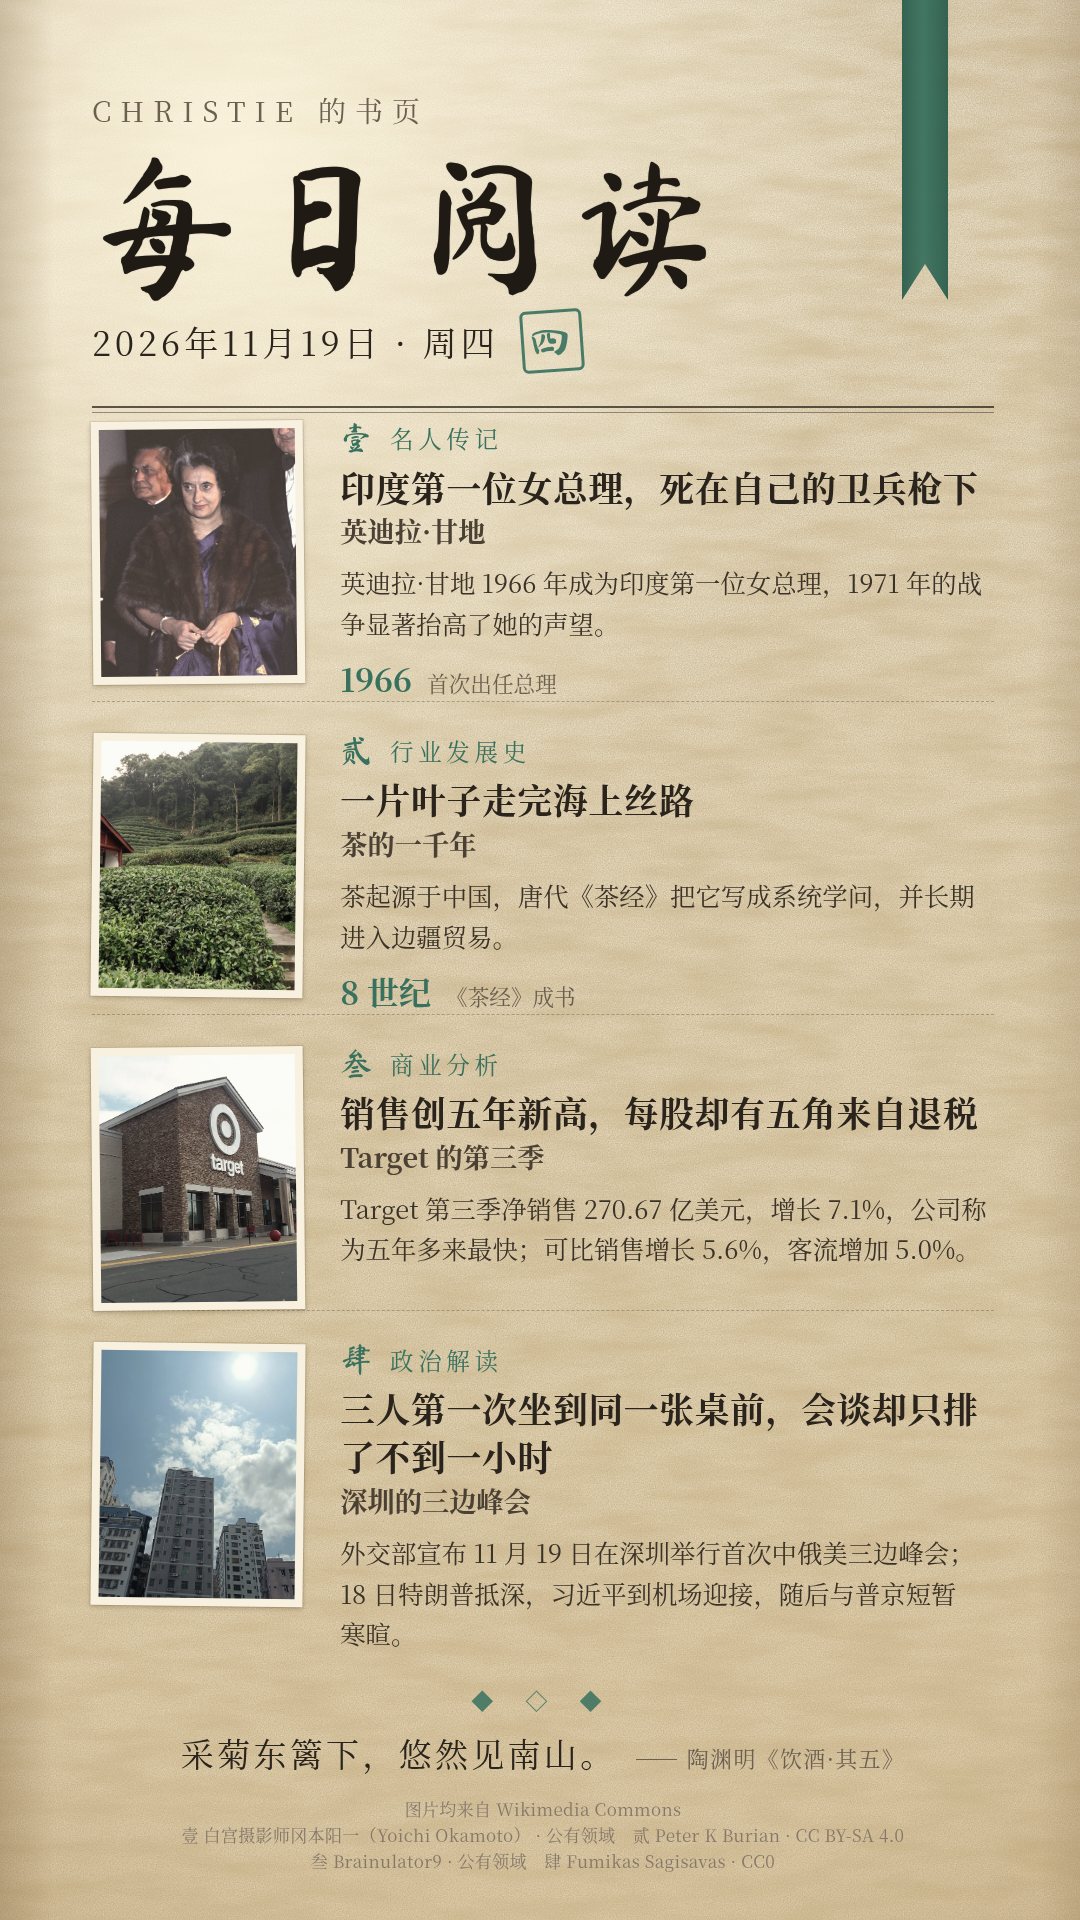 CHRISTIE 的书页
每日阅读
2026年11月19日 · 周四 四
壹 名人传记
印度第一位女总理，死在自己的卫兵枪下
英迪拉·甘地
英迪拉·甘地 1966 年成为印度第一位女总理，1971 年的战
争显著抬高了她的声望。
1966 首次出任总理
贰 行业发展史
一片叶子走完海上丝路
茶的一千年
茶起源于中国，唐代《茶经》把它写成系统学问，并长期
进入边疆贸易。
8 世纪 《茶经》成书
叁 商业分析
销售创五年新高，每股却有五角来自退税
Target 的第三季
Target 第三季净销售 270.67 亿美元，增长 7.1%，公司称
为五年多来最快；可比销售增长 5.6%，客流增加 5.0%。
target
肆 政治解读
三人第一次坐到同一张桌前，会谈却只排
了不到一小时
深圳的三边峰会
外交部宣布 11 月 19 日在深圳举行首次中俄美三边峰会；
18 日特朗普抵深，习近平到机场迎接，随后与普京短暂
寒暄。
采菊东篱下，悠然见南山。 —— 陶渊明《饮酒·其五》
图片均来自 Wikimedia Commons
壹 白宫摄影师冈本阳一（Yoichi Okamoto） · 公有领域 贰 Peter K Burian · CC BY-SA 4.0
叁 Brainulator9 · 公有领域 肆 Fumikas Sagisavas · CC0